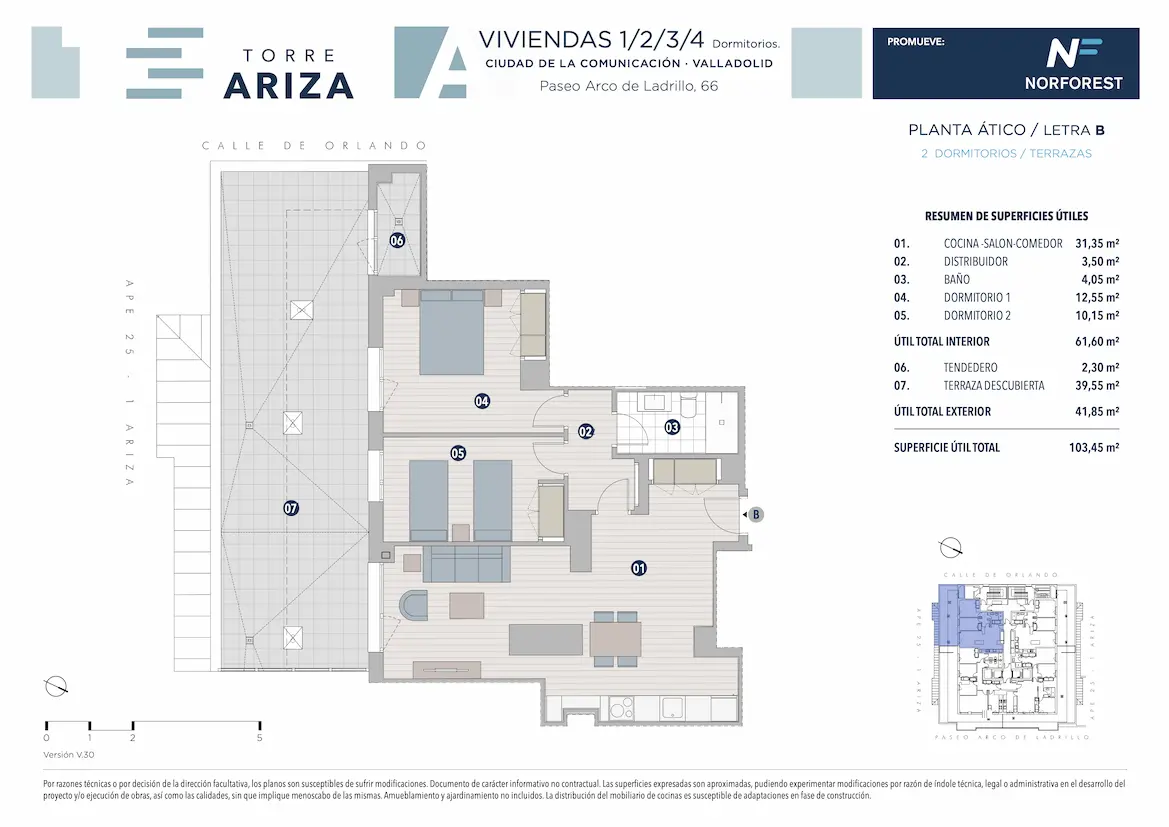 TORRE
ARIZA
A
VIVIENDAS 1/2/3/4 Dormitorios.
CIUDAD DE LA COMUNICACIÓN · VALLADOLID
Paseo Arco de Ladrillo, 66
PROMUEVE:
NF
NORFOREST
PLANTA ÁTICO / LETRA B
2 DORMITORIOS / TERRAZAS
RESUMEN DE SUPERFICIES ÚTILES
01. COCINA-SALON-COMEDOR 31,35 m²
02. DISTRIBUIDOR 3,50 m²
03. BAÑO 4,05 m²
04. DORMITORIO 1 12,55 m²
05. DORMITORIO 2 10,15 m²
ÚTIL TOTAL INTERIOR 61,60 m²
06. TENDEDERO 2,30 m²
07. TERRAZA DESCUBIERTA 39,55 m²
ÚTIL TOTAL EXTERIOR 41,85 m²
SUPERFICIE ÚTIL TOTAL 103,45 m²
CALLE DE ORLANDO
APE 25 · 1 ARIZA
06
04
02
03
05
07
B
01
CALLE DE ORLANDO
APE 25 · 1 ARIZA
APE 25 · 1 ARIZA
PASEO ARCO DE LADRILLO
0 1 2 5
Versión V.30
Por razones técnicas o por decisión de la dirección facultativa, los planos son susceptibles de sufrir modificaciones. Documento de carácter informativo no contractual. Las superficies expresadas son aproximadas, pudiendo experimentar modificaciones por razón de índole técnica, legal o administrativa en el desarrollo del
proyecto y/o ejecución de obras, así como las calidades, sin que implique menoscabo de las mismas. Amueblamiento y ajardinamiento no incluidos. La distribución del mobiliario de cocinas es susceptible de adaptaciones en fase de construcción.